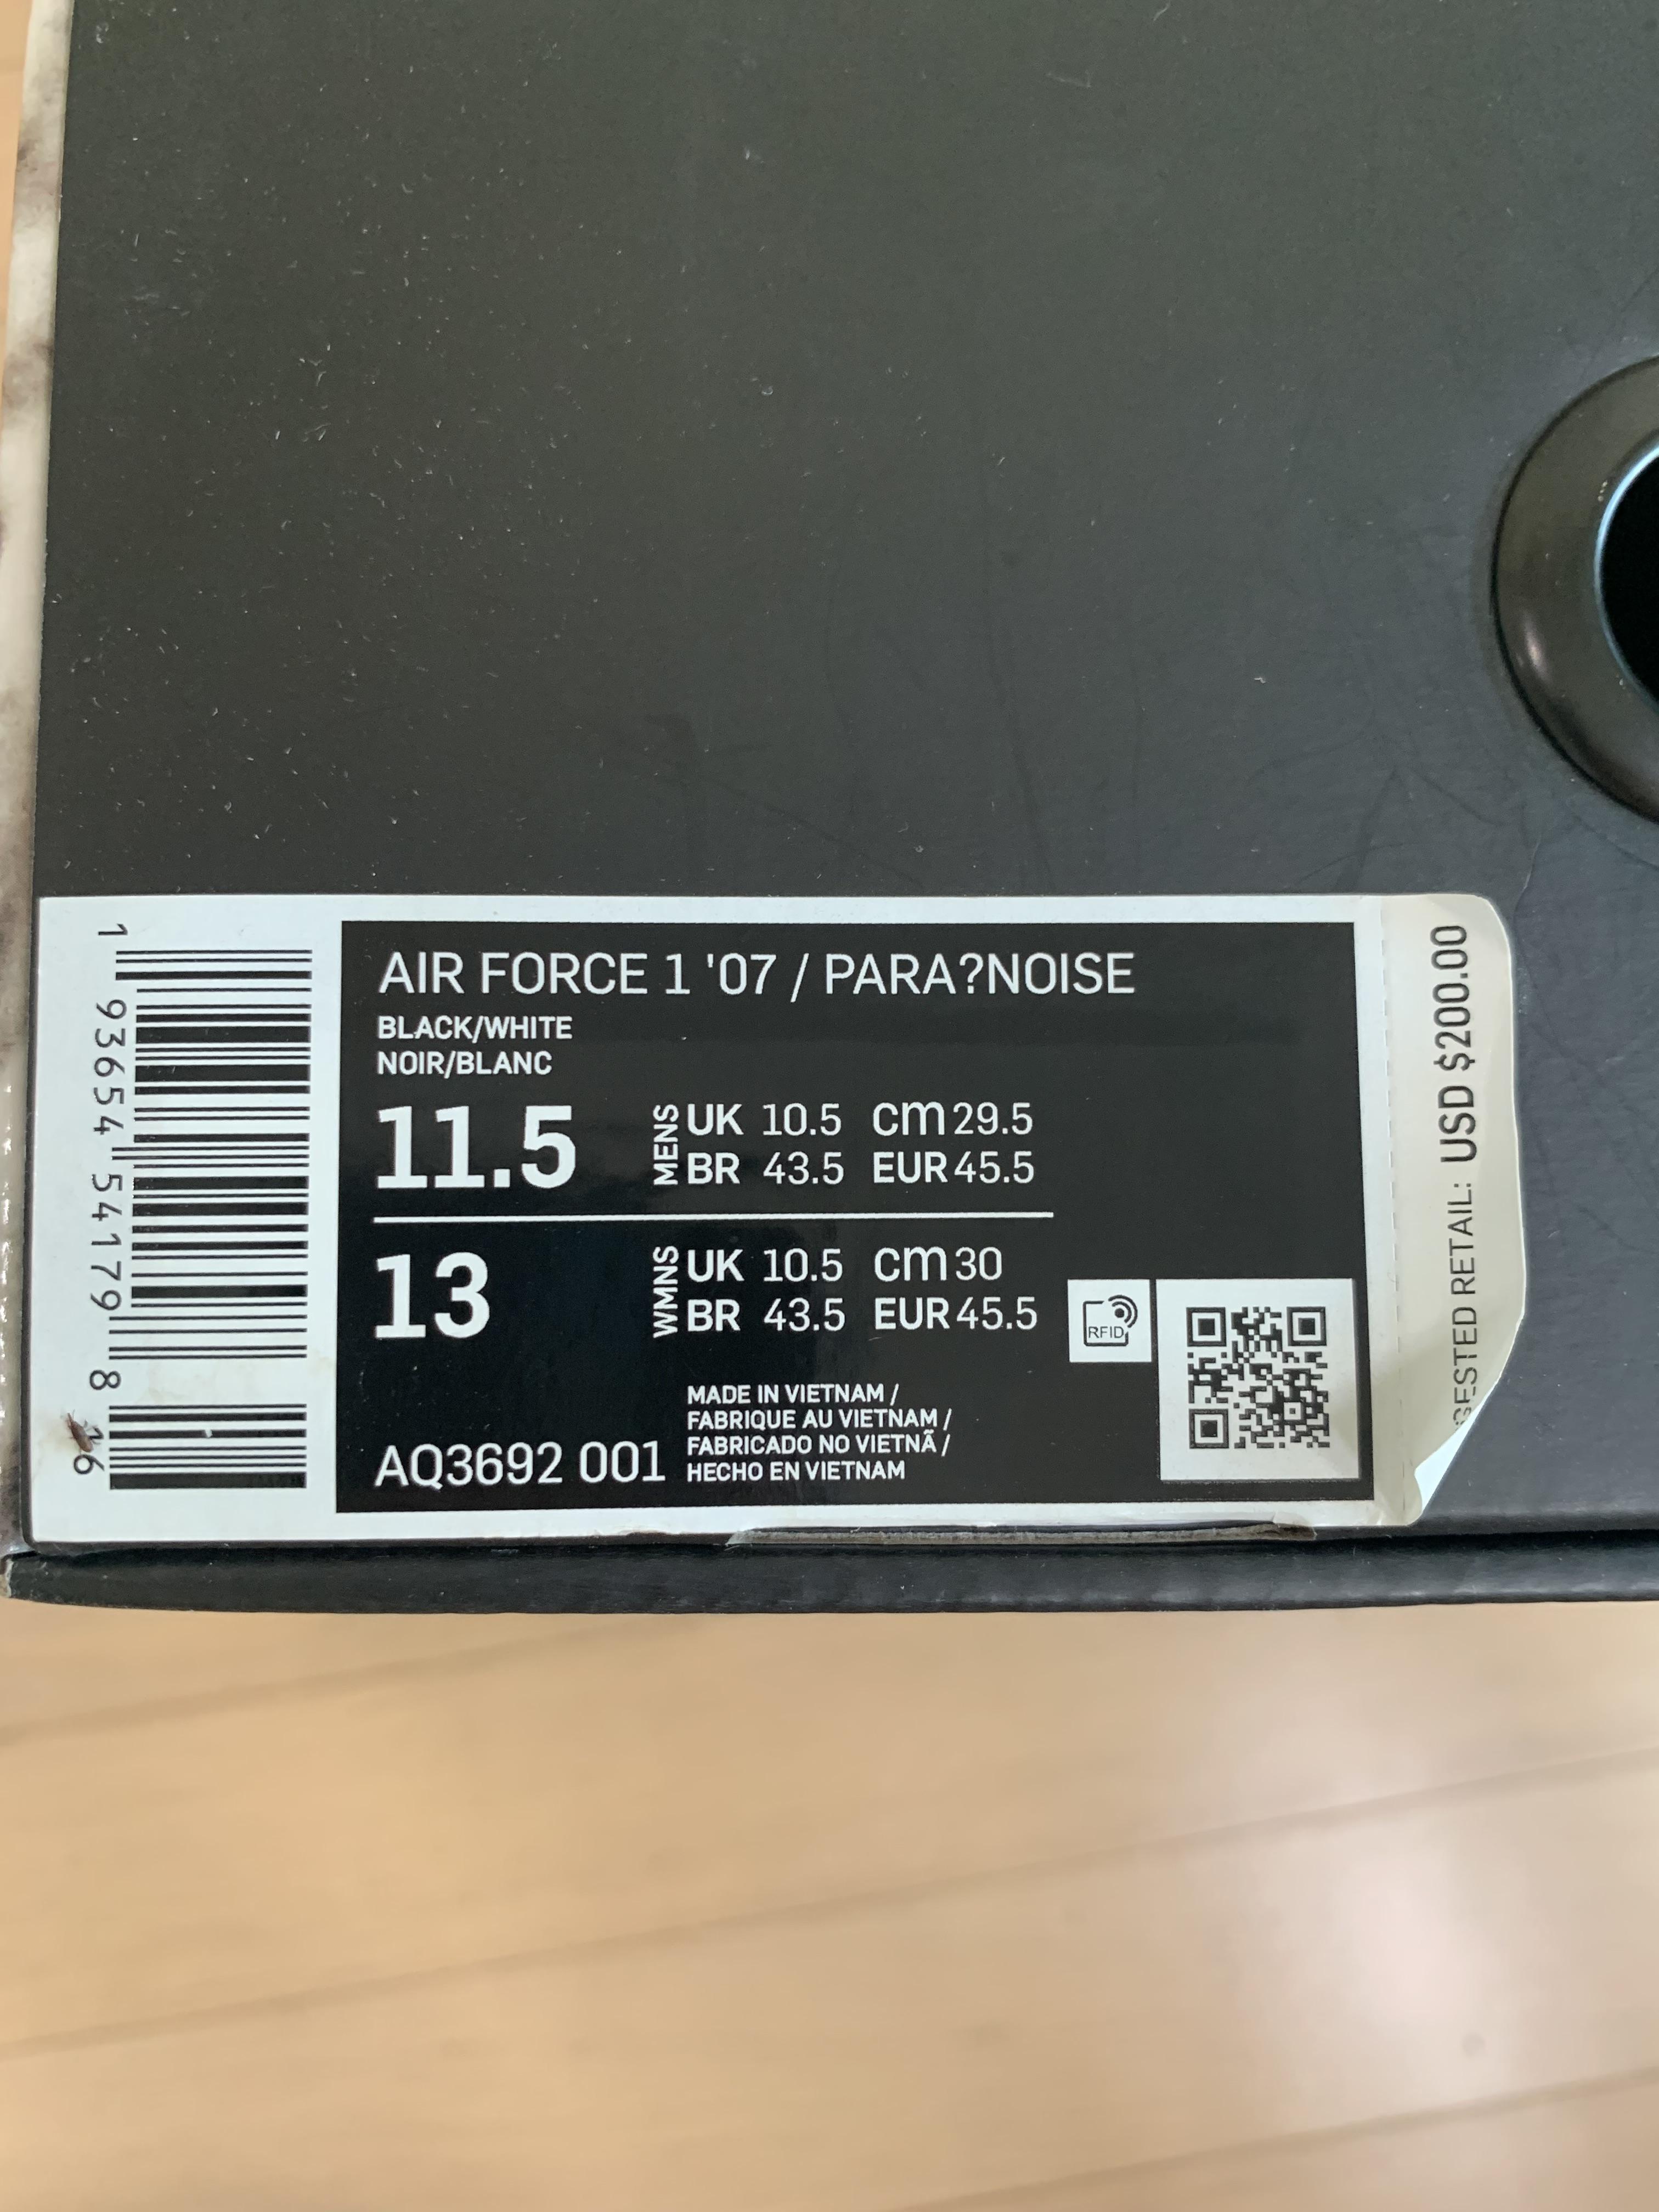 AIR FORCE 1 '07 / PARA?NOISE
BLACK/WHITE
NOIR/BLANC
11.5 MENS UK 10.5 cm 29.5
BR 43.5 EUR 45.5
13 WMNS UK 10.5 cm 30
BR 43.5 EUR 45.5
RFID
MADE IN VIETNAM /
FABRIQUE AU VIETNAM /
FABRICADO NO VIETNÃ /
HECHO EN VIETNAM
AQ3692 001
1 93654 54179 8
RETAIL: USD $200.00